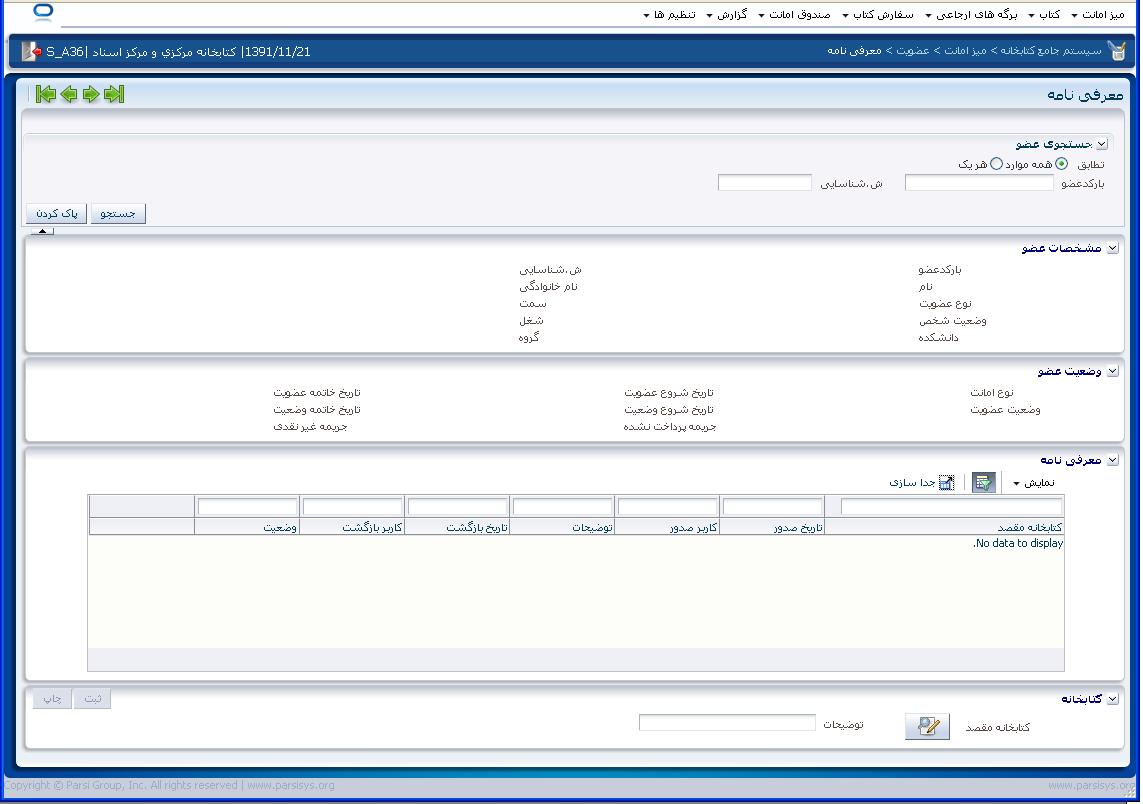 میز امانت کتاب برگه های ارجاعی سفارش کتاب صندوق امانت گزارش تنظیم ها
سیستم جامع کتابخانه > میز امانت > عضویت > معرفی نامه
1391/11/21| کتابخانه مرکزي و مرکز اسناد |S_A36
معرفی نامه
جستجوی عضو
تطابق همه موارد هر یک
بارکدعضو ش.شناسایی
جستجو پاک کردن
مشخصات عضو
بارکدعضو ش.شناسایی
نام نام خانوادگی
نوع عضویت سمت
وضعیت شخص شغل
دانشکده گروه
وضعیت عضو
نوع امانت تاریخ شروع عضویت تاریخ خاتمه عضویت
وضعیت عضویت تاریخ شروع وضعیت تاریخ خاتمه وضعیت
جریمه پرداخت نشده جریمه غیر نقدی
معرفی نامه
نمایش جدا سازی
کتابخانه مقصد تاریخ صدور کاربر صدور توضیحات تاریخ بازگشت کاربر بازگشت وضعیت
No data to display.
کتابخانه
ثبت چاپ
کتابخانه مقصد توضیحات
Copyright © Parsi Group, Inc. All rights reserved | www.parsisys.org
www.parsisys.org